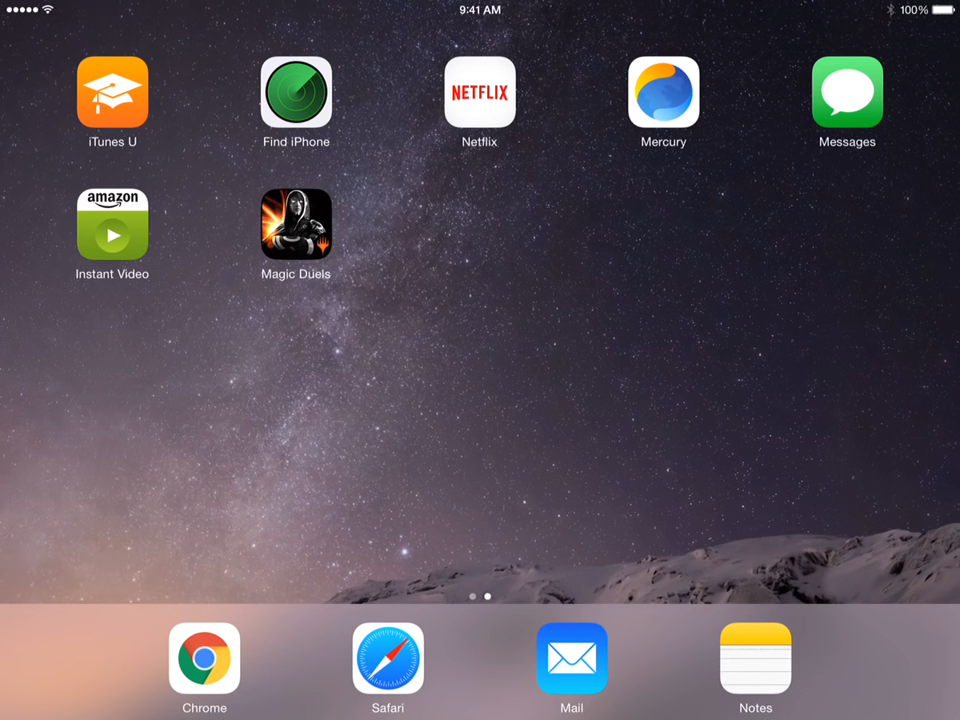 9:41 AM
100%
NETFLIX
iTunes U
Find iPhone
Netflix
Mercury
Messages
amazon
Instant Video
Magic Duels
Chrome
Safari
Mail
Notes